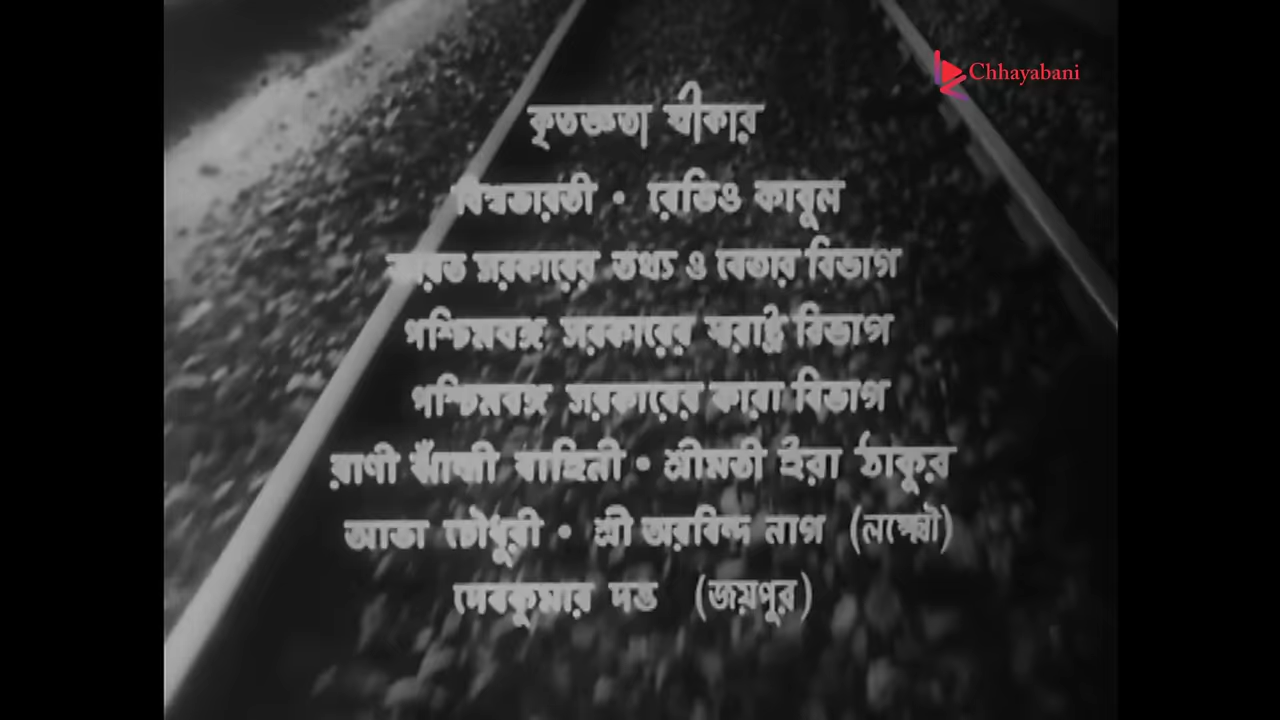 Chhayabani
কৃতজ্ঞতা স্বীকার
বিশ্বভারতী • রেডিও কাবুল
ভারত সরকারের তথ্য ও বেতার বিভাগ
পশ্চিমবঙ্গ সরকারের স্বরাষ্ট্র বিভাগ
পশ্চিমবঙ্গ সরকারের কারা বিভাগ
রাণী ঝাঁন্সী বাহিনী • শ্রীমতী ইরা ঠাকুর
আভা চৌধুরী • শ্রী অরবিন্দ নাগ (লক্ষ্ণৌ)
দেবকুমার দত্ত (জয়পুর)